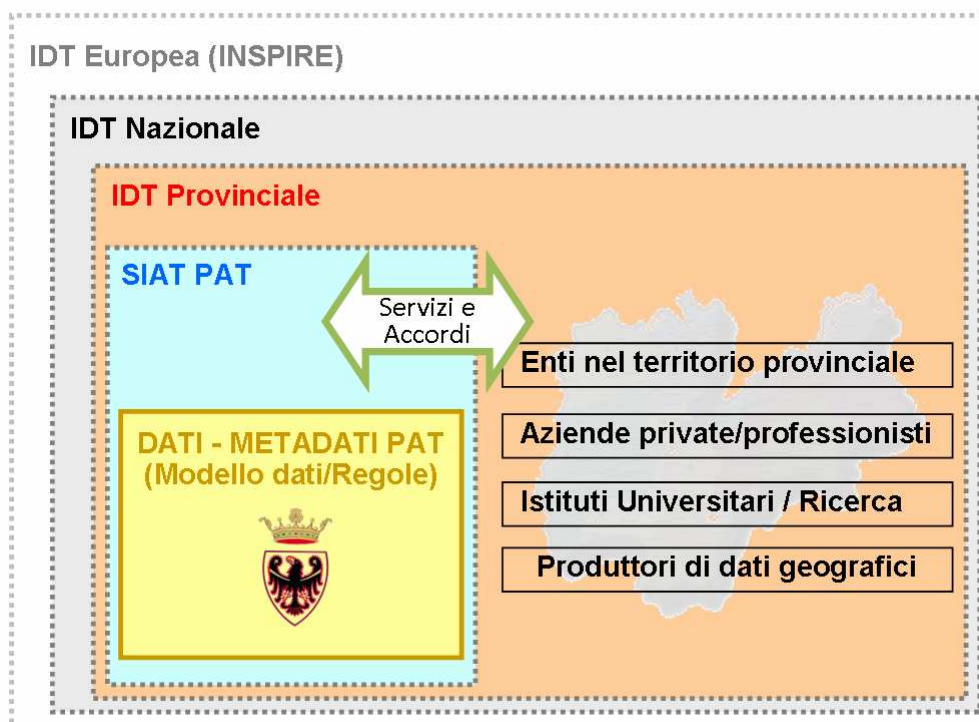 IDT Europea (INSPIRE)
IDT Nazionale
IDT Provinciale
SIAT PAT
Servizi e
Accordi
DATI - METADATI PAT
(Modello dati/Regole)
Enti nel territorio provinciale
Aziende private/professionisti
Istituti Universitari / Ricerca
Produttori di dati geografici